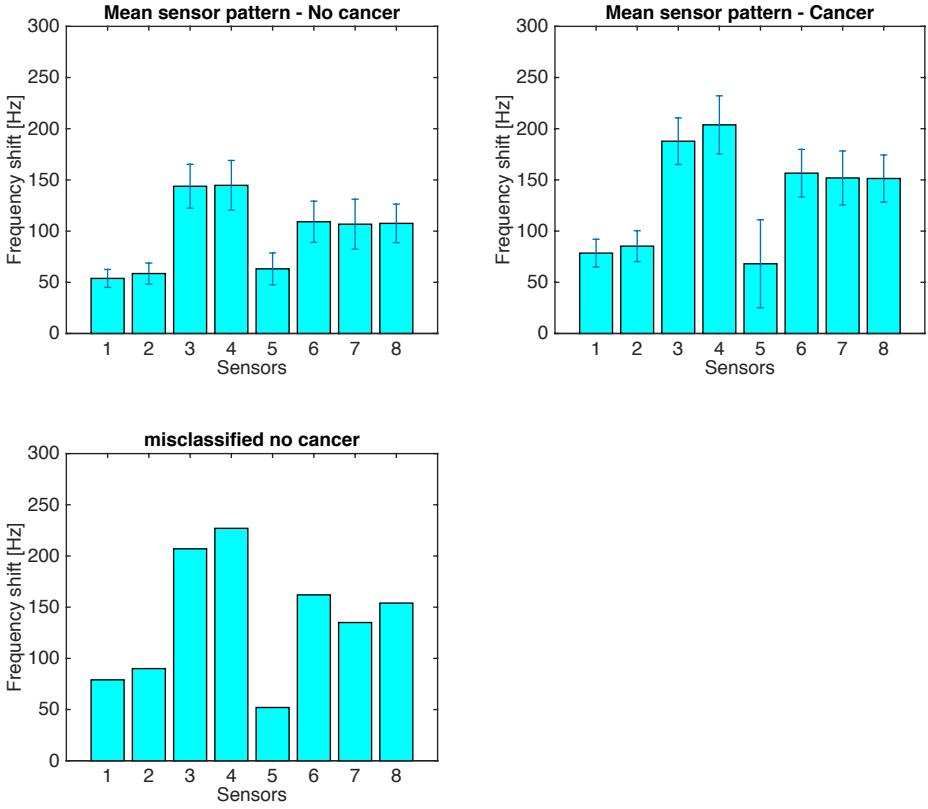 Mean sensor pattern - No cancer
300
250
200
150
100
50
0
Frequency shift [Hz]
1 2 3 4 5 6 7 8
Sensors
Mean sensor pattern - Cancer
300
250
200
150
100
50
0
Frequency shift [Hz]
1 2 3 4 5 6 7 8
Sensors
misclassified no cancer
300
250
200
150
100
50
0
Frequency shift [Hz]
1 2 3 4 5 6 7 8
Sensors